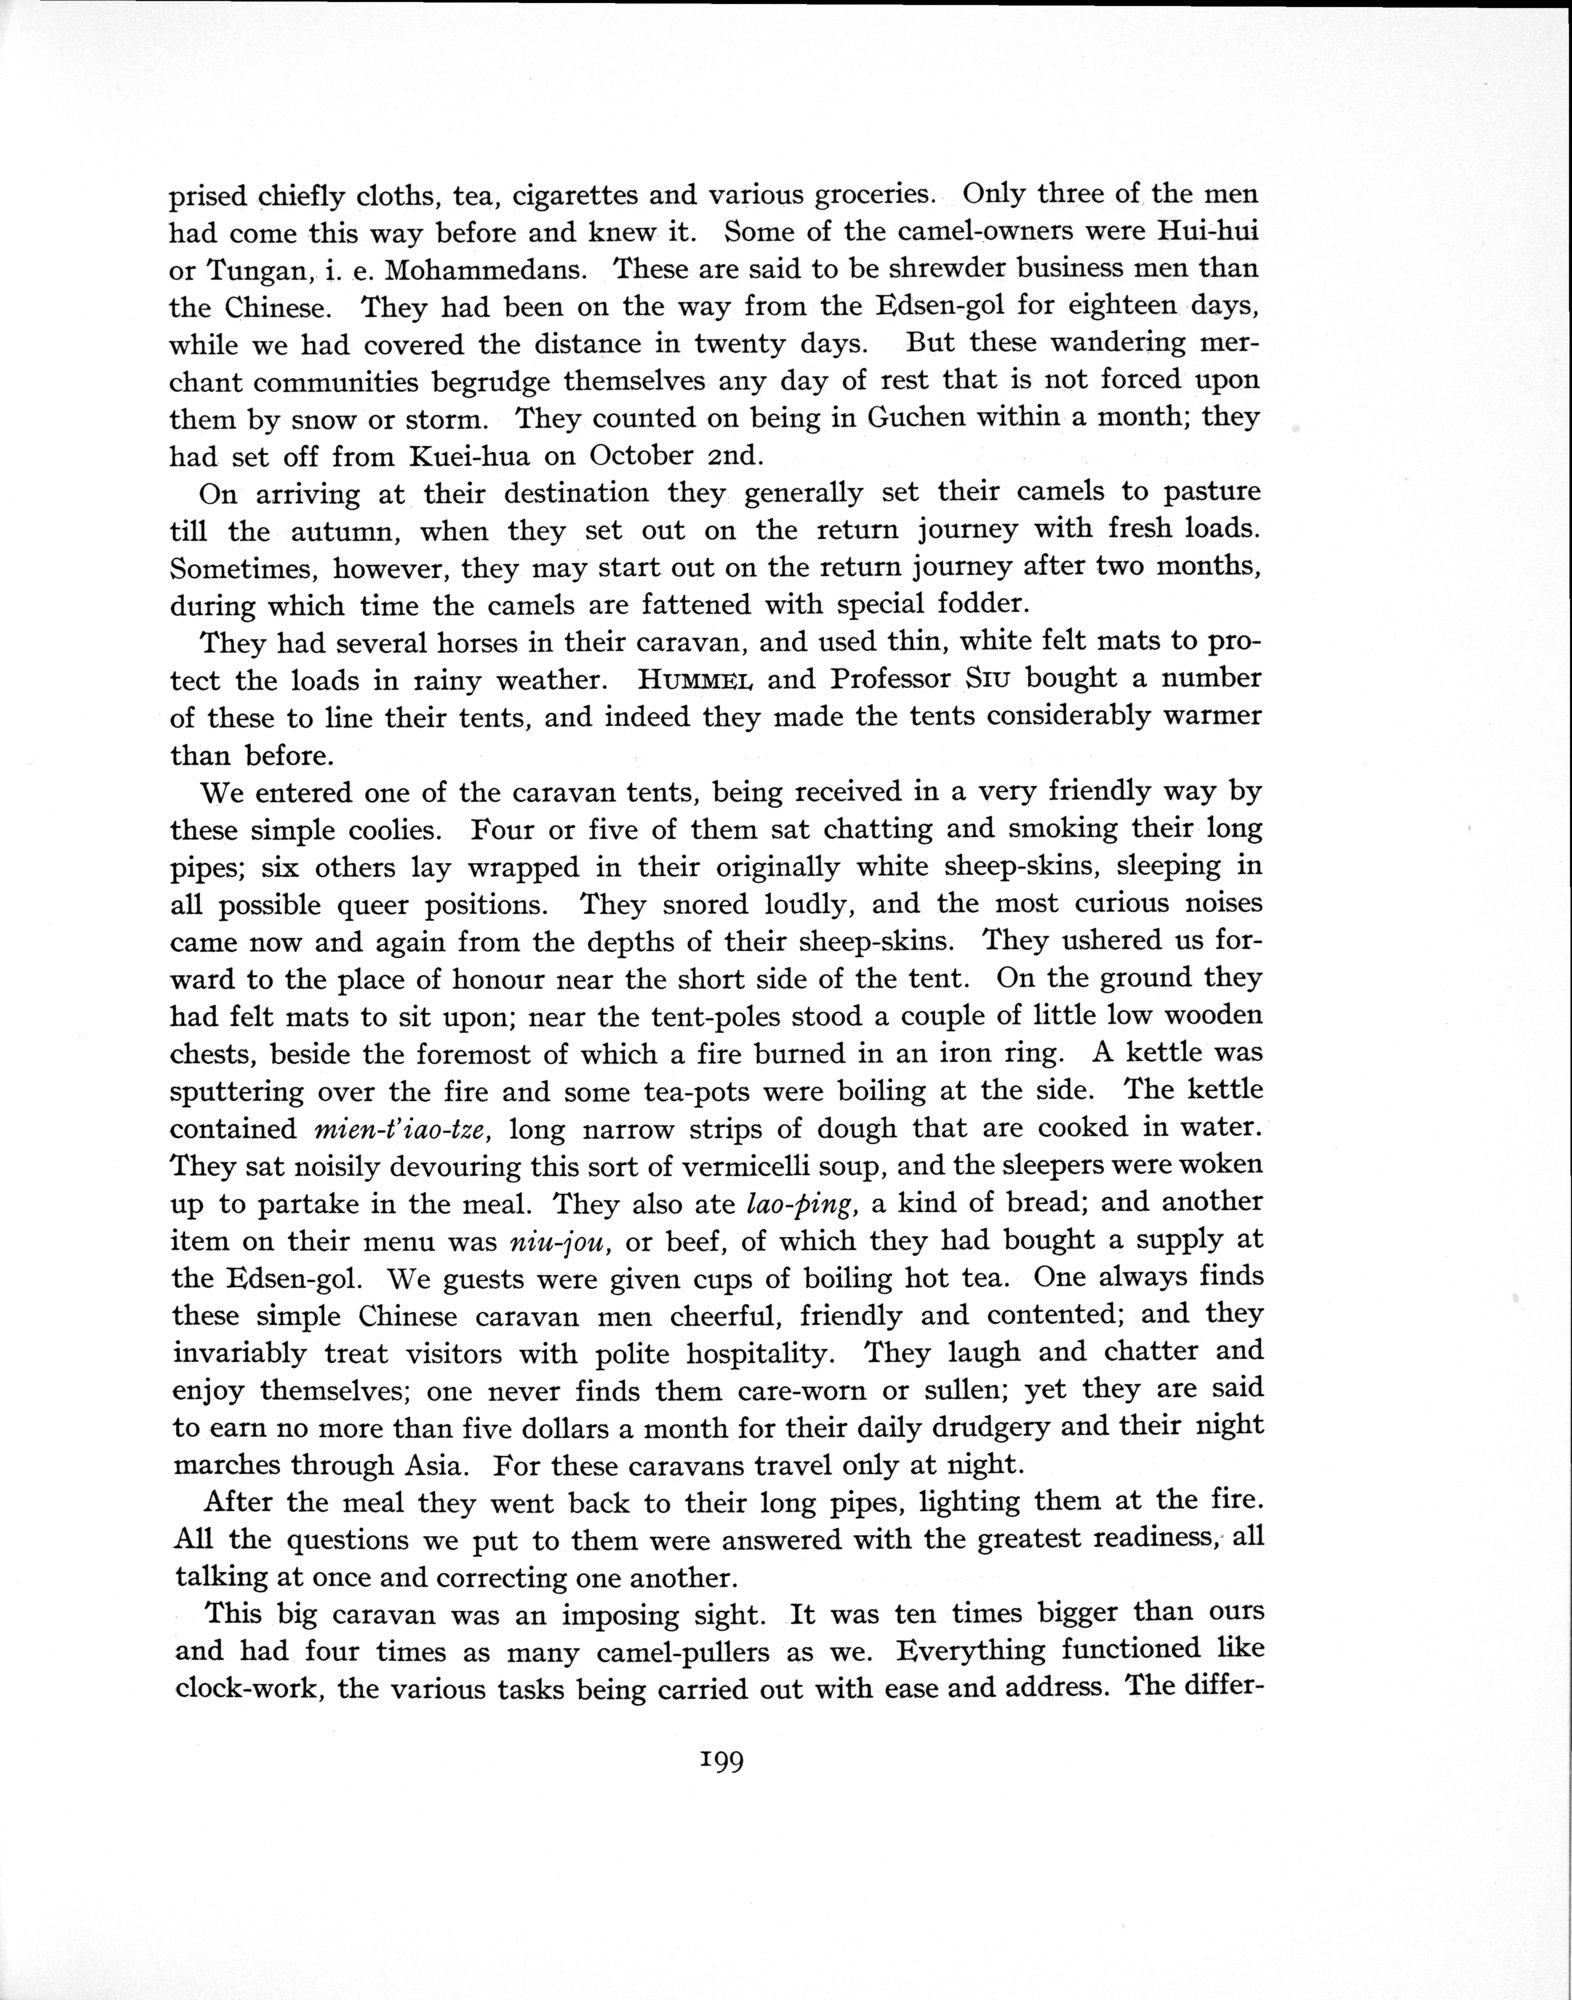 prised chiefly cloths, tea, cigarettes and various groceries. Only three of the men
had come this way before and knew it. Some of the camel-owners were Hui-hui
or Tungan, i. e. Mohammedans. These are said to be shrewder business men than
the Chinese. They had been on the way from the Edsen-gol for eighteen days,
while we had covered the distance in twenty days. But these wandering mer-
chant communities begrudge themselves any day of rest that is not forced upon
them by snow or storm. They counted on being in Guchen within a month; they
had set off from Kuei-hua on October 2nd.
On arriving at their destination they generally set their camels to pasture
till the autumn, when they set out on the return journey with fresh loads.
Sometimes, however, they may start out on the return journey after two months,
during which time the camels are fattened with special fodder.
They had several horses in their caravan, and used thin, white felt mats to pro-
tect the loads in rainy weather. HUMMEL and Professor SIU bought a number
of these to line their tents, and indeed they made the tents considerably warmer
than before.
We entered one of the caravan tents, being received in a very friendly way by
these simple coolies. Four or five of them sat chatting and smoking their long
pipes; six others lay wrapped in their originally white sheep-skins, sleeping in
all possible queer positions. They snored loudly, and the most curious noises
came now and again from the depths of their sheep-skins. They ushered us for-
ward to the place of honour near the short side of the tent. On the ground they
had felt mats to sit upon; near the tent-poles stood a couple of little low wooden
chests, beside the foremost of which a fire burned in an iron ring. A kettle was
sputtering over the fire and some tea-pots were boiling at the side. The kettle
contained mien-t'iao-tze, long narrow strips of dough that are cooked in water.
They sat noisily devouring this sort of vermicelli soup, and the sleepers were woken
up to partake in the meal. They also ate lao-ping, a kind of bread; and another
item on their menu was niu-jou, or beef, of which they had bought a supply at
the Edsen-gol. We guests were given cups of boiling hot tea. One always finds
these simple Chinese caravan men cheerful, friendly and contented; and they
invariably treat visitors with polite hospitality. They laugh and chatter and
enjoy themselves; one never finds them care-worn or sullen; yet they are said
to earn no more than five dollars a month for their daily drudgery and their night
marches through Asia. For these caravans travel only at night.
After the meal they went back to their long pipes, lighting them at the fire.
All the questions we put to them were answered with the greatest readiness, all
talking at once and correcting one another.
This big caravan was an imposing sight. It was ten times bigger than ours
and had four times as many camel-pullers as we. Everything functioned like
clock-work, the various tasks being carried out with ease and address. The differ-
199